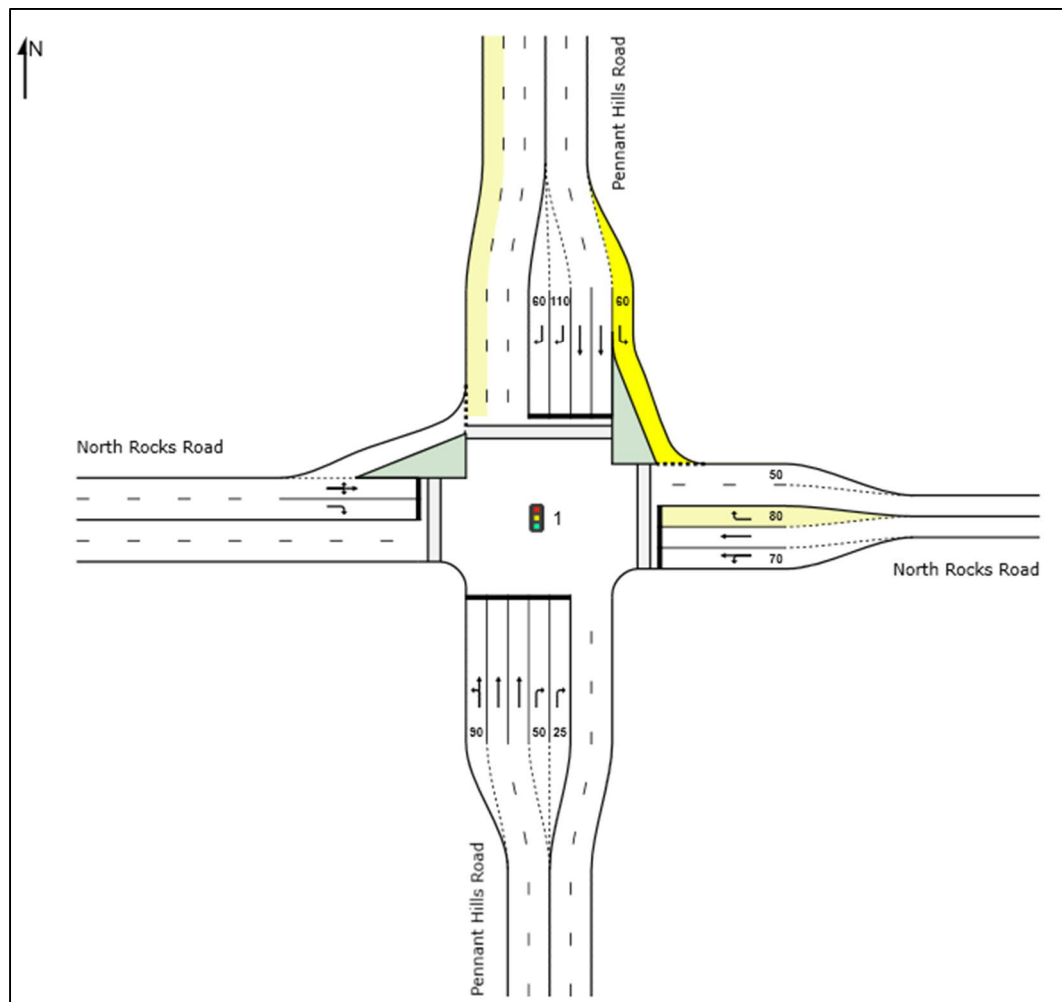 N
Pennant Hills Road
60 110 60
North Rocks Road
50
80
1
70
North Rocks Road
90 50 25
Pennant Hills Road